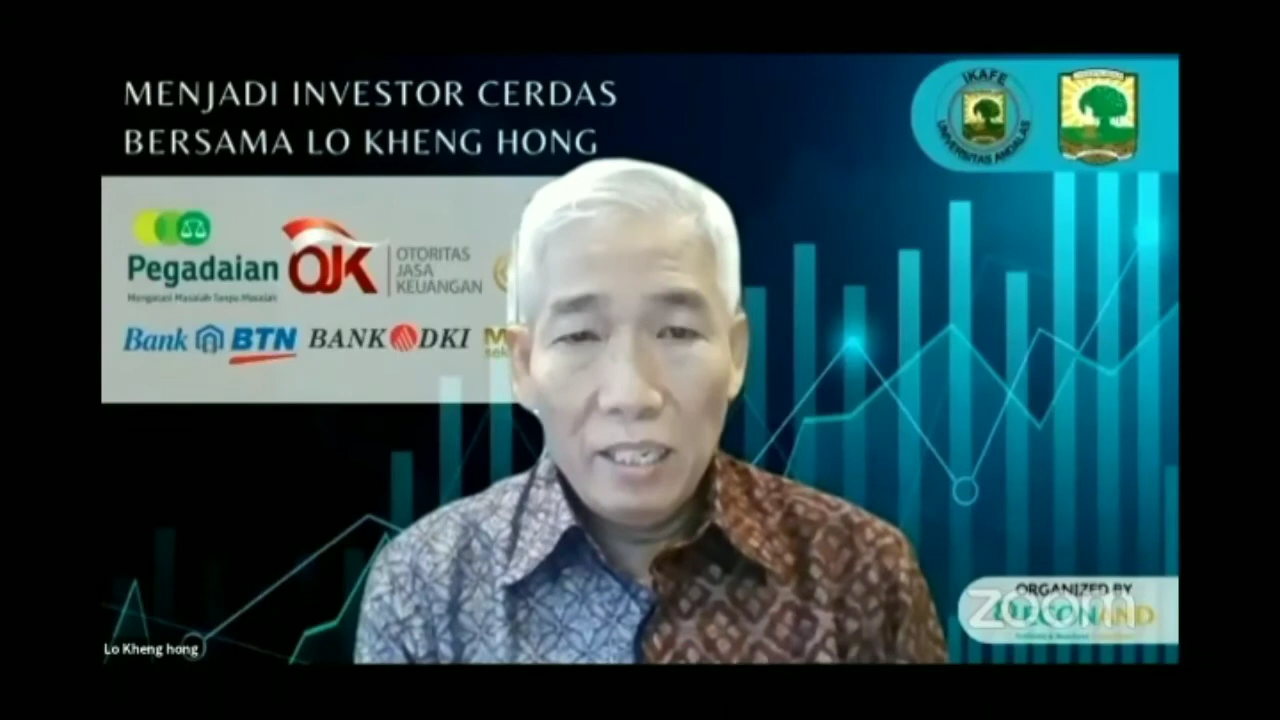 MENJADI INVESTOR CERDAS
BERSAMA LO KHENG HONG
IKAFE
UNIVERSITAS ANDALAS
Pegadaian
Mengatasi Masalah Tanpa Masalah
OJK
OTORITAS
JASA
KEUANGAN
Bank BTN
BANK DKI
ORGANIZED BY
zoom
Lo Kheng hong